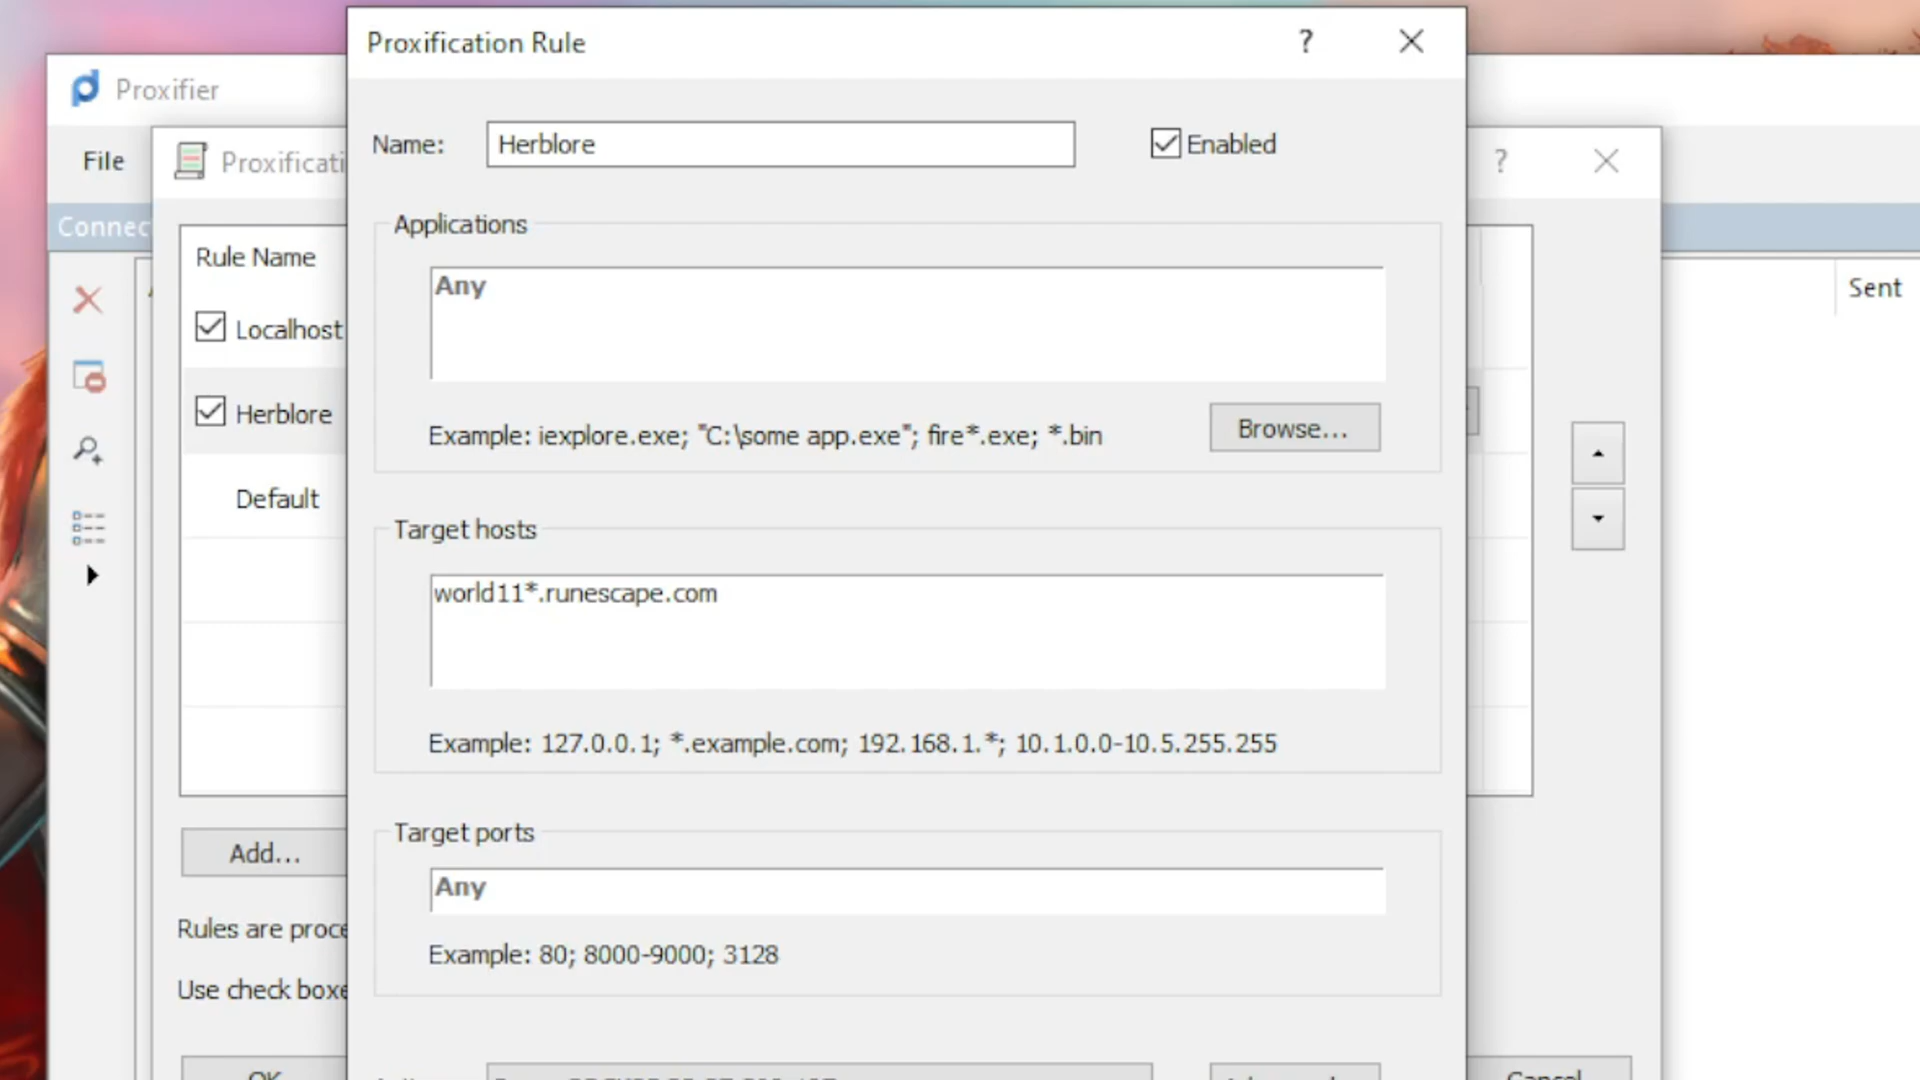 Proxification Rule
?
Proxifier
Name:
Herblore
Enabled
File
Proxificati
?
Connec
Applications
Rule Name
Any
Sent
Localhost
Herblore
Example: iexplore.exe; "C:\some app.exe"; fire*.exe; *.bin
Browse...
Default
Target hosts
world11*.runescape.com
Example: 127.0.0.1; *.example.com; 192.168.1.*; 10.1.0.0-10.5.255.255
Target ports
Add...
Any
Rules are proce
Example: 80; 8000-9000; 3128
Use check boxe
OK
Cancel